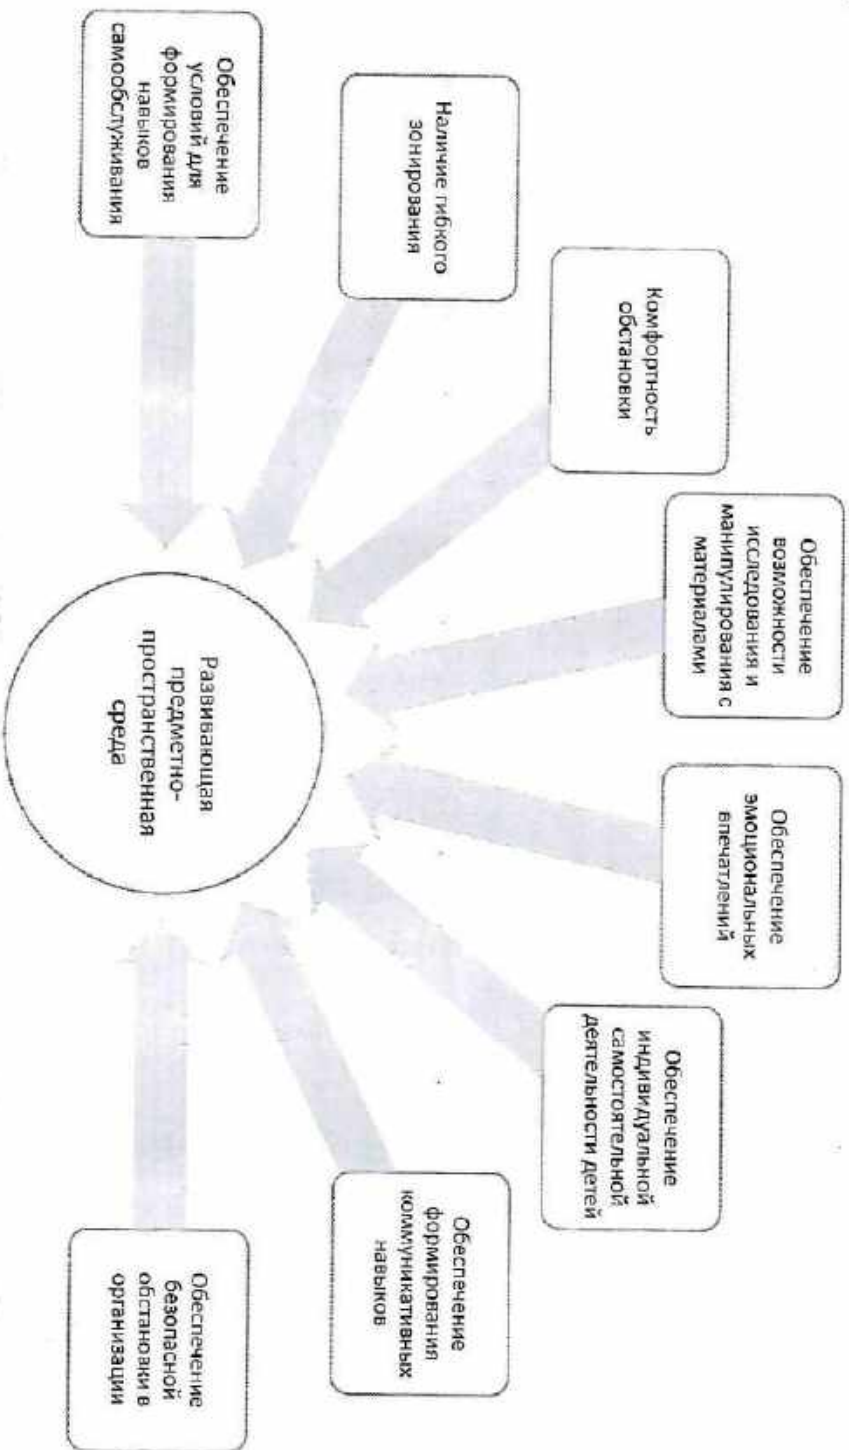 Обеспечение
условий для
формирования
навыков
самообслуживания
Наличие гибкого
зонирования
Комфортность
обстановки
Обеспечение
возможности
исследования и
манипулирования с
материалами
Обеспечение
эмоциональных
впечатлений
Обеспечение
индивидуальной
самостоятельной
деятельности детей
Обеспечение
формирования
коммуникативных
навыков
Обеспечение
безопасной
обстановки в
организации
Развивающая
предметно-
пространственная
среда